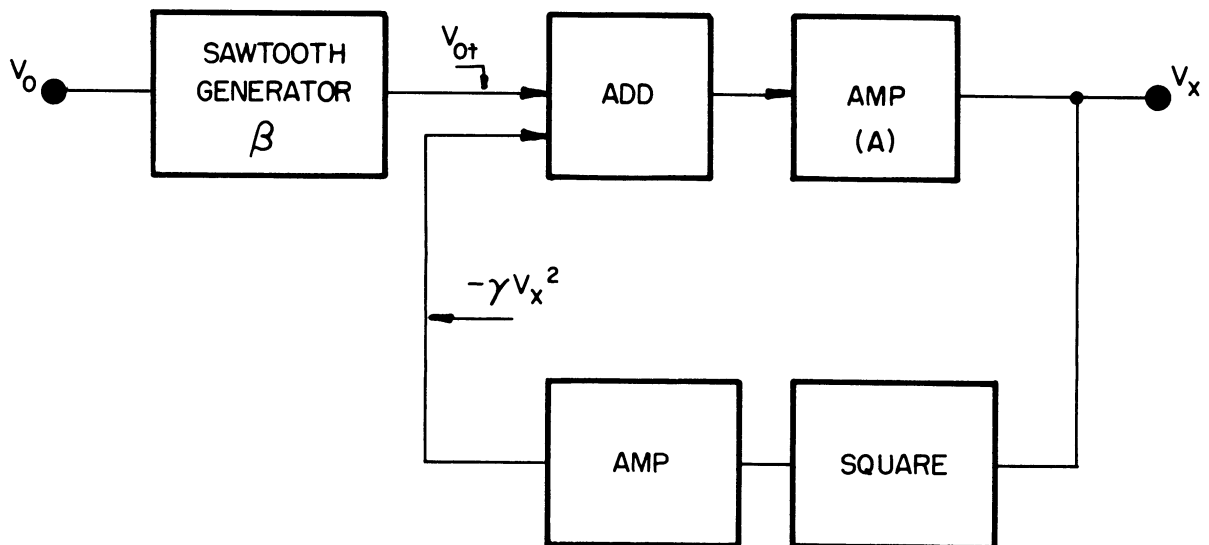 V₀
SAWTOOTH
GENERATOR
β
V₀t
ADD
AMP
(A)
Vₓ
-γVₓ²
AMP
SQUARE